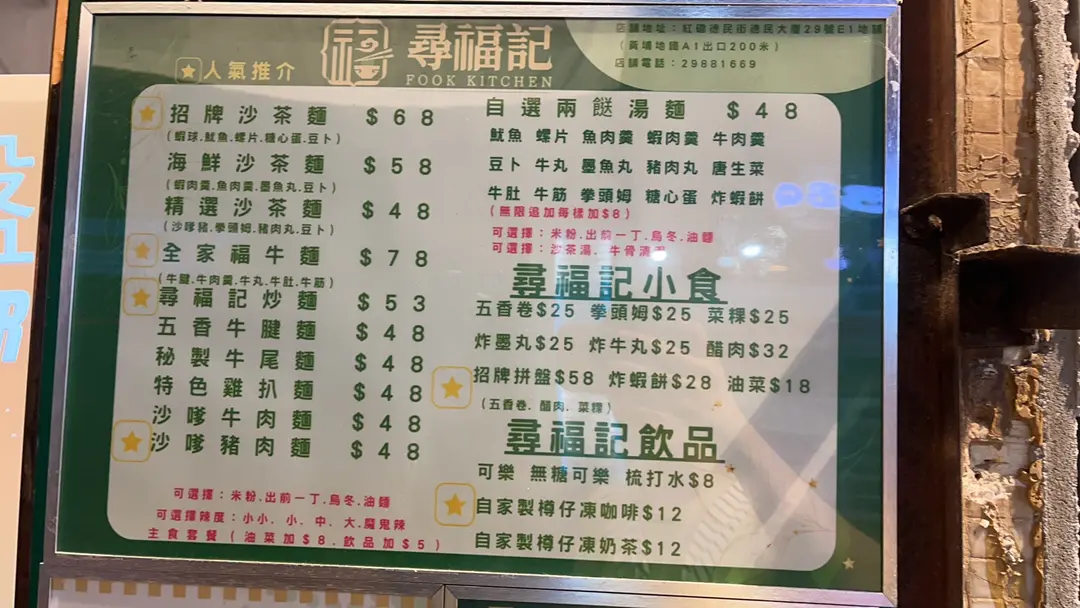 尋福記
FOOK KITCHEN
店舖地址：紅磡德民街德民大廈29號E1地舖
(黃埔地鐵A1出口200米)
店舖電話：29881669
人氣推介
招牌沙茶麵 $68
(蝦球.魷魚.螺片.糖心蛋.豆卜)
海鮮沙茶麵 $58
(蝦肉羹.魚肉羹.墨魚丸.豆卜)
精選沙茶麵 $48
(沙嗲豬.拳頭姆.豬肉丸.豆卜)
全家福牛麵 $78
(牛腱.牛肉羹.牛丸.牛肚.牛筋)
尋福記炒麵 $53
五香牛腱麵 $48
秘製牛尾麵 $48
特色雞扒麵 $48
沙嗲牛肉麵 $48
沙嗲豬肉麵 $48
可選擇：米粉.出前一丁.烏冬.油麵
可選擇辣度：小小.小.中.大.魔鬼辣
主食套餐(油菜加$8.飲品加$5)
自選兩餸湯麵 $48
魷魚 螺片 魚肉羹 蝦肉羹 牛肉羹
豆卜 牛丸 墨魚丸 豬肉丸 唐生菜
牛肚 牛筋 拳頭姆 糖心蛋 炸蝦餅
(無限追加每樣加$8)
可選擇：米粉.出前一丁.烏冬.油麵
可選擇：沙茶湯.牛骨清
尋福記小食
五香卷$25 拳頭姆$25 菜粿$25
炸墨丸$25 炸牛丸$25 醋肉$32
招牌拼盤$58 炸蝦餅$28 油菜$18
(五香卷.醋肉.菜粿)
尋福記飲品
可樂 無糖可樂 梳打水$8
自家製樽仔凍咖啡$12
自家製樽仔凍奶茶$12